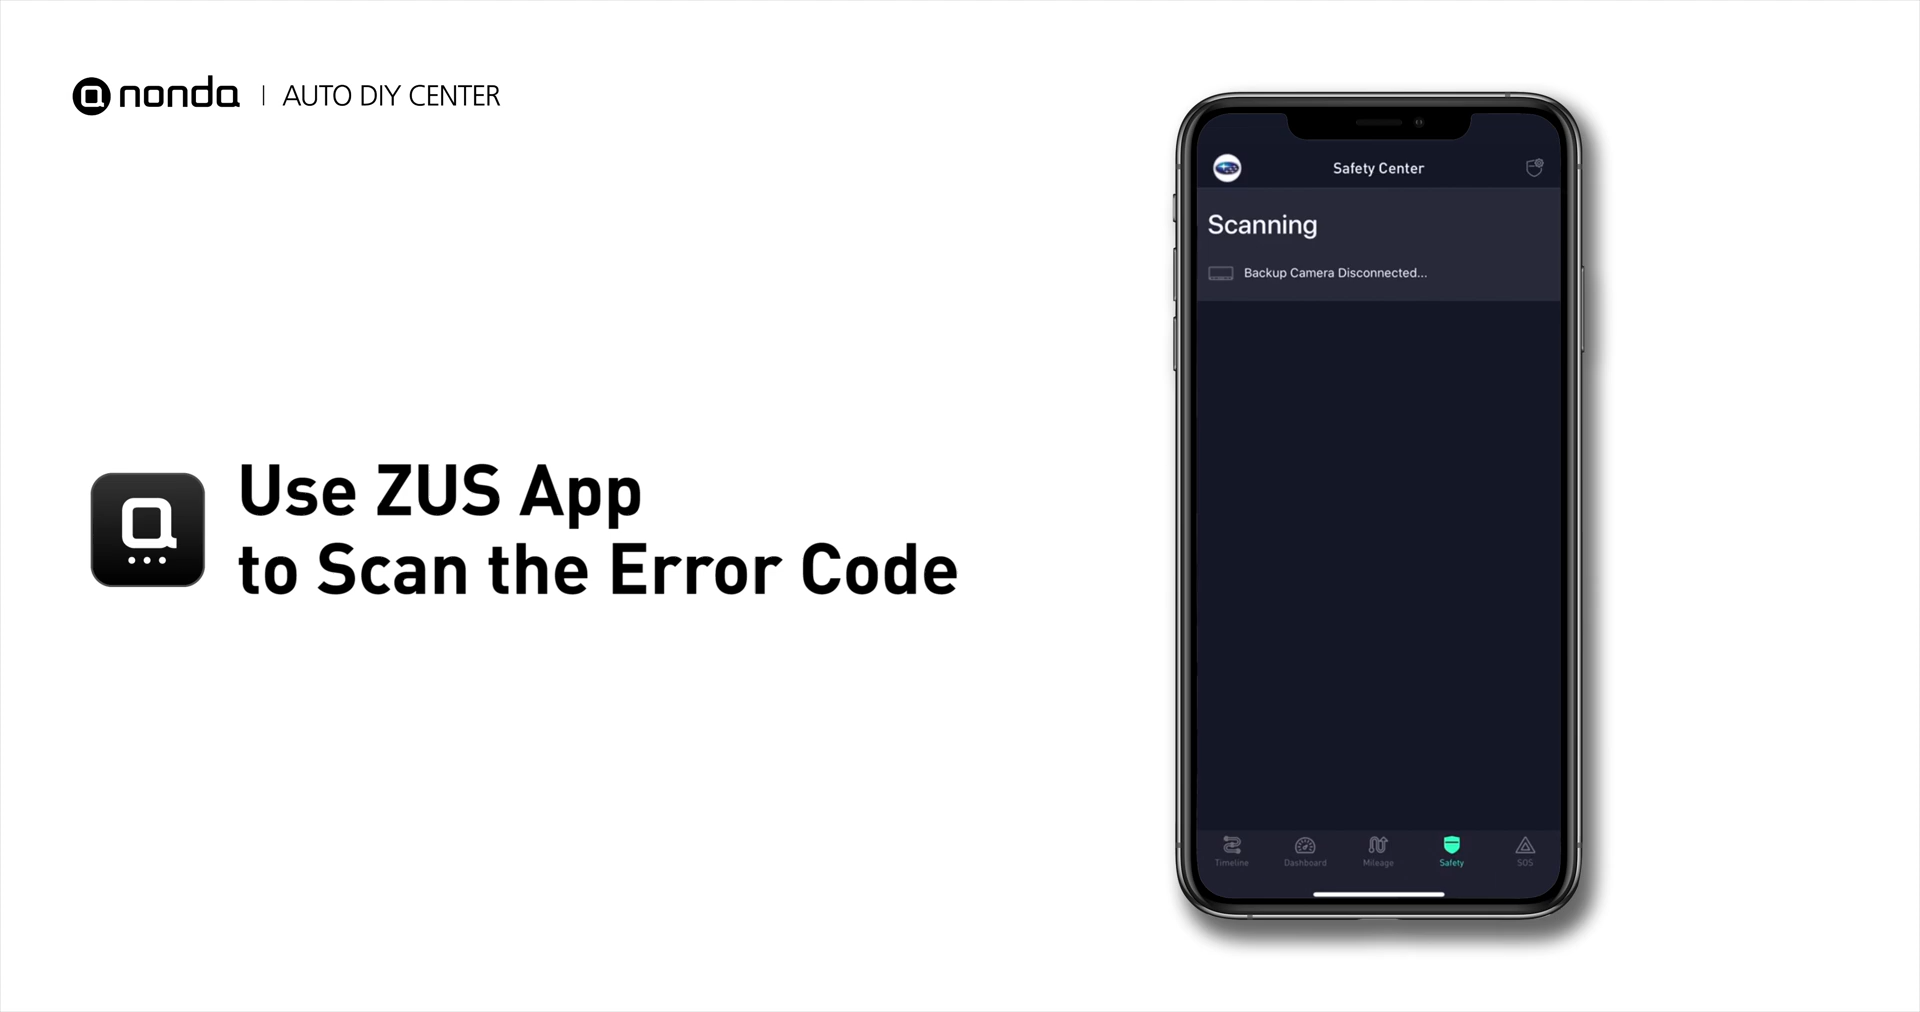 nonda | AUTO DIY CENTER
Use ZUS App
to Scan the Error Code
Safety Center
Scanning
Backup Camera Disconnected...
Timeline
Dashboard
Mileage
Safety
SOS